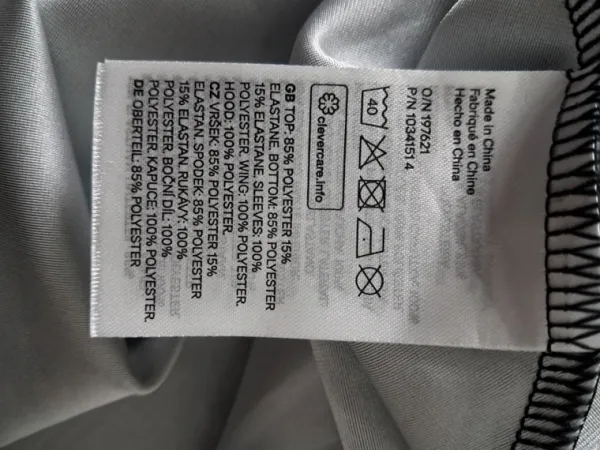 Made in China
Fabriqué en Chine
Hecho en China
O/N 197621
P/N 1034151 4
40
clevercare.info
GB TOP: 85% POLYESTER 15%
ELASTANE. BOTTOM: 85% POLYESTER
15% ELASTANE. SLEEVES: 100%
POLYESTER. WING: 100% POLYESTER.
HOOD: 100% POLYESTER.
CZ VRŠEK: 85% POLYESTER 15%
ELASTAN. SPODEK: 85% POLYESTER
15% ELASTAN. RUKÁVY: 100%
POLYESTER. BOČNÍ DÍL: 100%
POLYESTER. KAPUCE: 100% POLYESTER
DE OBERTEIL: 85% POLYESTER